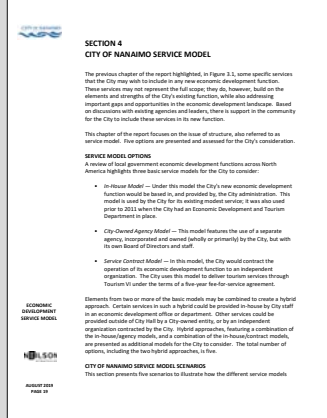 SECTION 4
CITY OF NANAIMO SERVICE MODEL
The previous chapter of the report highlighted, in Figure 3.1, some specific services
that the City may wish to include in any new economic development function.
These services may not represent the full scope; they do, however, build on the
elements and strengths of the City's existing function, while also addressing
important gaps and opportunities in the economic development landscape. Based
on discussions with existing agencies and leaders, there is support in the community
for the City to include these services in its new function.
This chapter of the report focuses on the issue of structure, also referred to as
service model. Five options are presented and assessed for the City's consideration.
SERVICE MODEL OPTIONS
A review of local government economic development functions across North
America highlights three basic service models for the City to consider:
• In-House Model — Under this model the City's new economic development
function would be based in, and provided by, the City administration. This
model is used by the City for its existing modest service; it was also used
prior to 2011 when the City had an Economic Development and Tourism
Department in place.
• City-Owned Agency Model — This model features the use of a separate
agency, incorporated and owned (wholly or primarily) by the City, but with
its own Board of Directors and staff.
• Service Contract Model — In this model, the City would contract the
operation of its economic development function to an independent
organization. The City uses this model to deliver tourism services through
Tourism VI under the terms of a five-year fee-for-service agreement.
Elements from two or more of the basic models may be combined to create a hybrid
approach. Certain services in such a hybrid could be provided in-house by City staff
in an economic development office or department. Other services could be
provided outside of City Hall by a City-owned entity, or by an independent
organization contracted by the City. Hybrid approaches, featuring a combination of
the in-house/agency models, and a combination of the in-house/contract models,
are presented as additional models for the City to consider. The total number of
options, including the two hybrid approaches, is five.
CITY OF NANAIMO SERVICE MODEL SCENARIOS
This section presents five scenarios to illustrate how the different service models
ECONOMIC
DEVELOPMENT
SERVICE MODEL
NEILSON
AUGUST 2019
PAGE 19